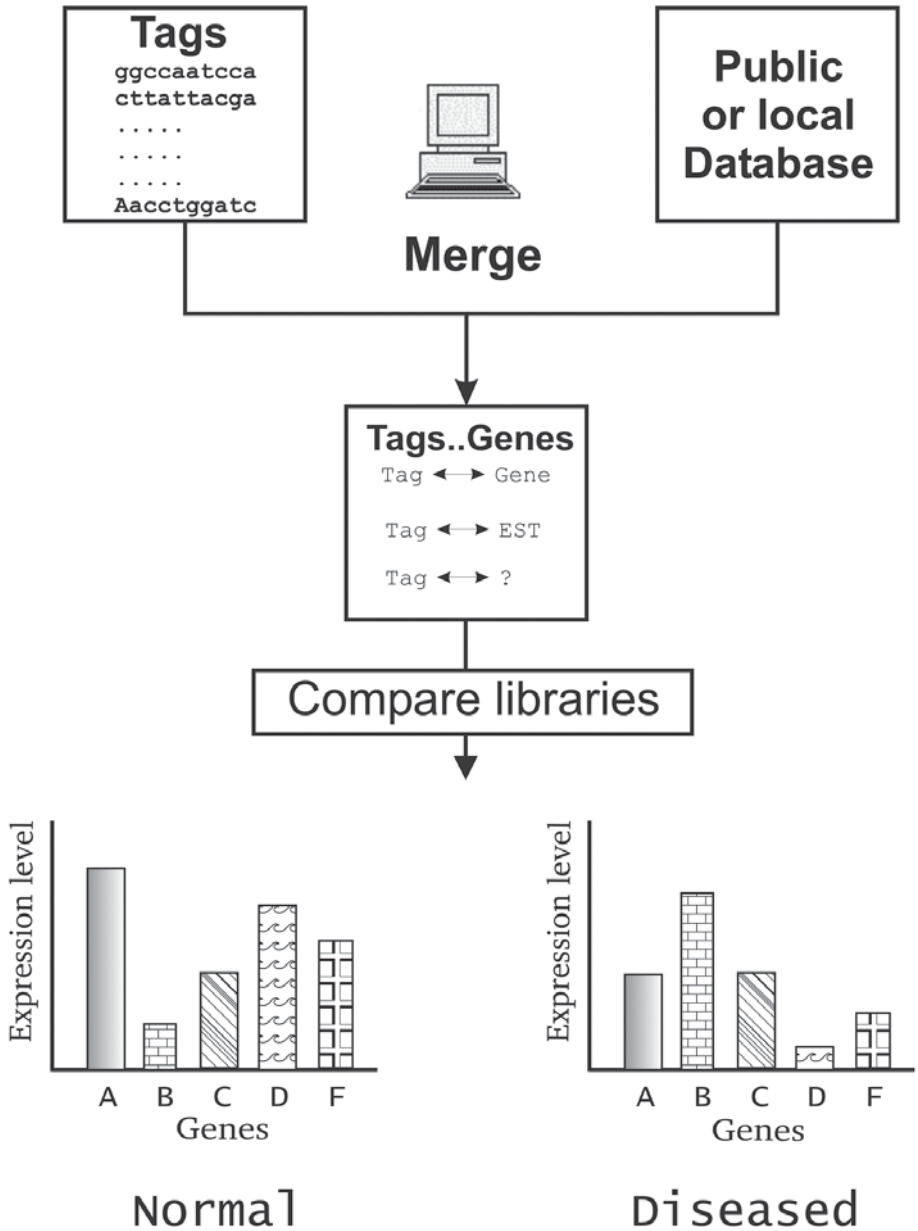 Tags
ggccaatcca
cttattacga
.....
.....
.....
Aacctggatc
Public
or local
Database
Merge
Tags..Genes
Tag Gene
Tag EST
Tag ?
Compare libraries
Expression level
A B C D F
Genes
Normal
Expression level
A B C D F
Genes
Diseased